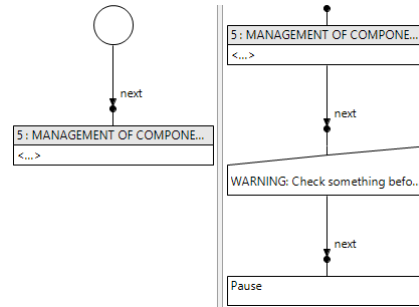 next
5 : MANAGEMENT OF COMPONE...
<...>
5 : MANAGEMENT OF COMPONE...
<...>
next
WARNING: Check something befo...
next
Pause